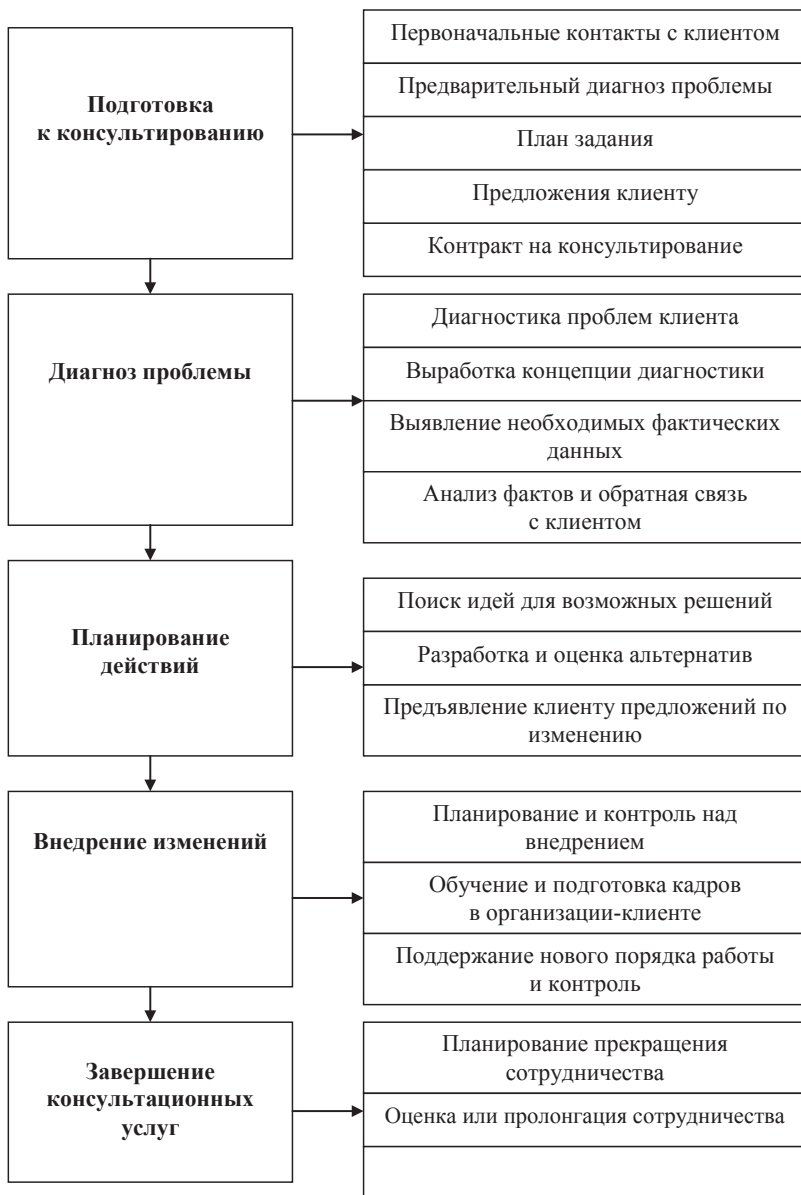 Подготовка
к консультированию
Первоначальные контакты с клиентом
Предварительный диагноз проблемы
План задания
Предложения клиенту
Контракт на консультирование
Диагноз проблемы
Диагностика проблем клиента
Выработка концепции диагностики
Выявление необходимых фактических
данных
Анализ фактов и обратная связь
с клиентом
Планирование
действий
Поиск идей для возможных решений
Разработка и оценка альтернатив
Предъявление клиенту предложений по
изменению
Внедрение изменений
Планирование и контроль над
внедрением
Обучение и подготовка кадров
в организации-клиенте
Поддержание нового порядка работы
и контроль
Завершение
консультационных
услуг
Планирование прекращения
сотрудничества
Оценка или пролонгация сотрудничества